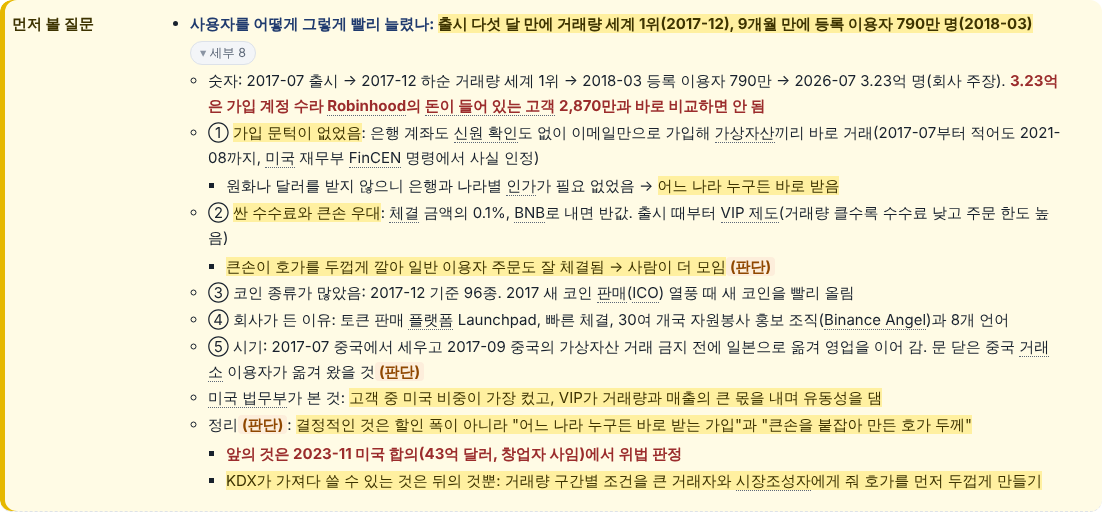 먼저 볼 질문
• 사용자를 어떻게 그렇게 빨리 늘렸나: 출시 다섯 달 만에 거래량 세계 1위(2017-12), 9개월 만에 등록 이용자 790만 명(2018-03)
▾ 세부 8
숫자: 2017-07 출시 → 2017-12 하순 거래량 세계 1위 → 2018-03 등록 이용자 790만 → 2026-07 3.23억 명(회사 주장). 3.23억
은 가입 계정 수라 Robinhood의 돈이 들어 있는 고객 2,870만과 바로 비교하면 안 됨
① 가입 문턱이 없었음: 은행 계좌도 신원 확인도 없이 이메일만으로 가입해 가상자산끼리 바로 거래(2017-07부터 적어도 2021-
08까지, 미국 재무부 FinCEN 명령에서 사실 인정)
원화나 달러를 받지 않으니 은행과 나라별 인가가 필요 없었음 → 어느 나라 누구든 바로 받음
② 싼 수수료와 큰손 우대: 체결 금액의 0.1%, BNB로 내면 반값. 출시 때부터 VIP 제도(거래량 클수록 수수료 낮고 주문 한도 높
음)
큰손이 호가를 두껍게 깔아 일반 이용자 주문도 잘 체결됨 → 사람이 더 모임 (판단)
③ 코인 종류가 많았음: 2017-12 기준 96종. 2017 새 코인 판매(ICO) 열풍 때 새 코인을 빨리 올림
④ 회사가 든 이유: 토큰 판매 플랫폼 Launchpad, 빠른 체결, 30여 개국 자원봉사 홍보 조직(Binance Angel)과 8개 언어
⑤ 시기: 2017-07 중국에서 세우고 2017-09 중국의 가상자산 거래 금지 전에 일본으로 옮겨 영업을 이어 감. 문 닫은 중국 거래
소 이용자가 옮겨 왔을 것 (판단)
미국 법무부가 본 것: 고객 중 미국 비중이 가장 컸고, VIP가 거래량과 매출의 큰 몫을 내며 유동성을 댐
정리 (판단) : 결정적인 것은 할인 폭이 아니라 "어느 나라 누구든 바로 받는 가입"과 "큰손을 붙잡아 만든 호가 두께"
앞의 것은 2023-11 미국 합의(43억 달러, 창업자 사임)에서 위법 판정
KDX가 가져다 쓸 수 있는 것은 뒤의 것뿐: 거래량 구간별 조건을 큰 거래자와 시장조성자에게 줘 호가를 먼저 두껍게 만들기